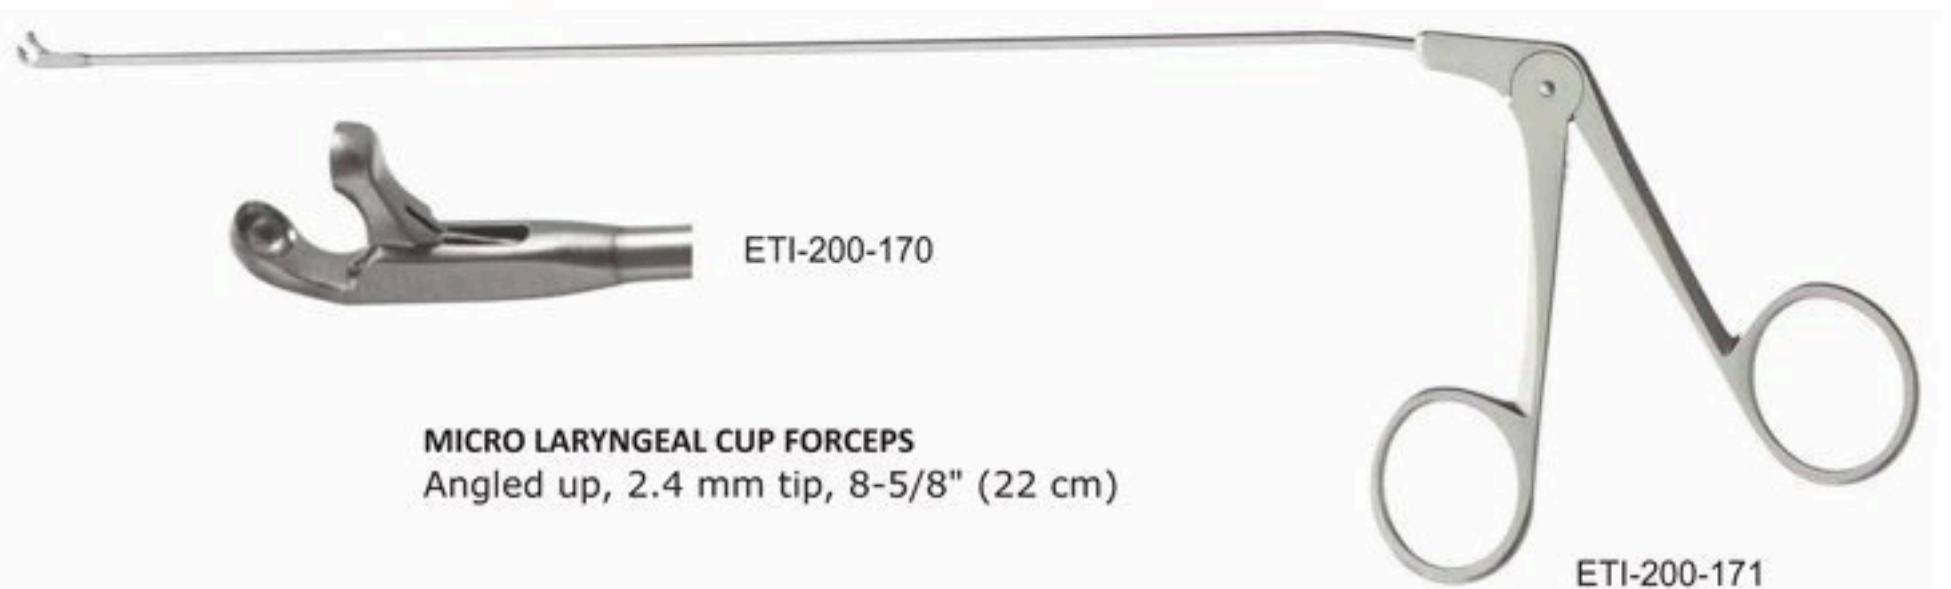 ETI-200-170
MICRO LARYNGEAL CUP FORCEPS
Angled up, 2.4 mm tip, 8-5/8" (22 cm)
ETI-200-171